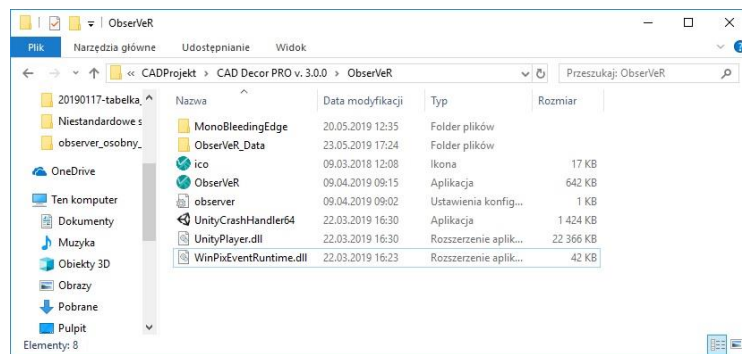 ObserVeR
Plik Narzędzia główne Udostępnianie Widok
« CADProjekt > CAD Decor PRO v. 3.0.0 > ObserVeR Przeszukaj: ObserVeR
20190117-tabelka_
Niestandardowe s
observer_osobny_
OneDrive
Ten komputer
Dokumenty
Muzyka
Obiekty 3D
Obrazy
Pobrane
Pulpit
Nazwa Data modyfikacji Typ Rozmiar
MonoBleedingEdge 20.05.2019 12:35 Folder plików
ObserVeR_Data 23.05.2019 17:24 Folder plików
ico 09.03.2018 12:08 Ikona 17 KB
ObserVeR 09.04.2019 09:15 Aplikacja 642 KB
observer 09.04.2019 09:02 Ustawienia konfig... 1 KB
UnityCrashHandler64 22.03.2019 16:30 Aplikacja 1 424 KB
UnityPlayer.dll 22.03.2019 16:30 Rozszerzenie aplik... 22 366 KB
WinPixEventRuntime.dll 22.03.2019 16:23 Rozszerzenie aplik... 42 KB
Elementy: 8